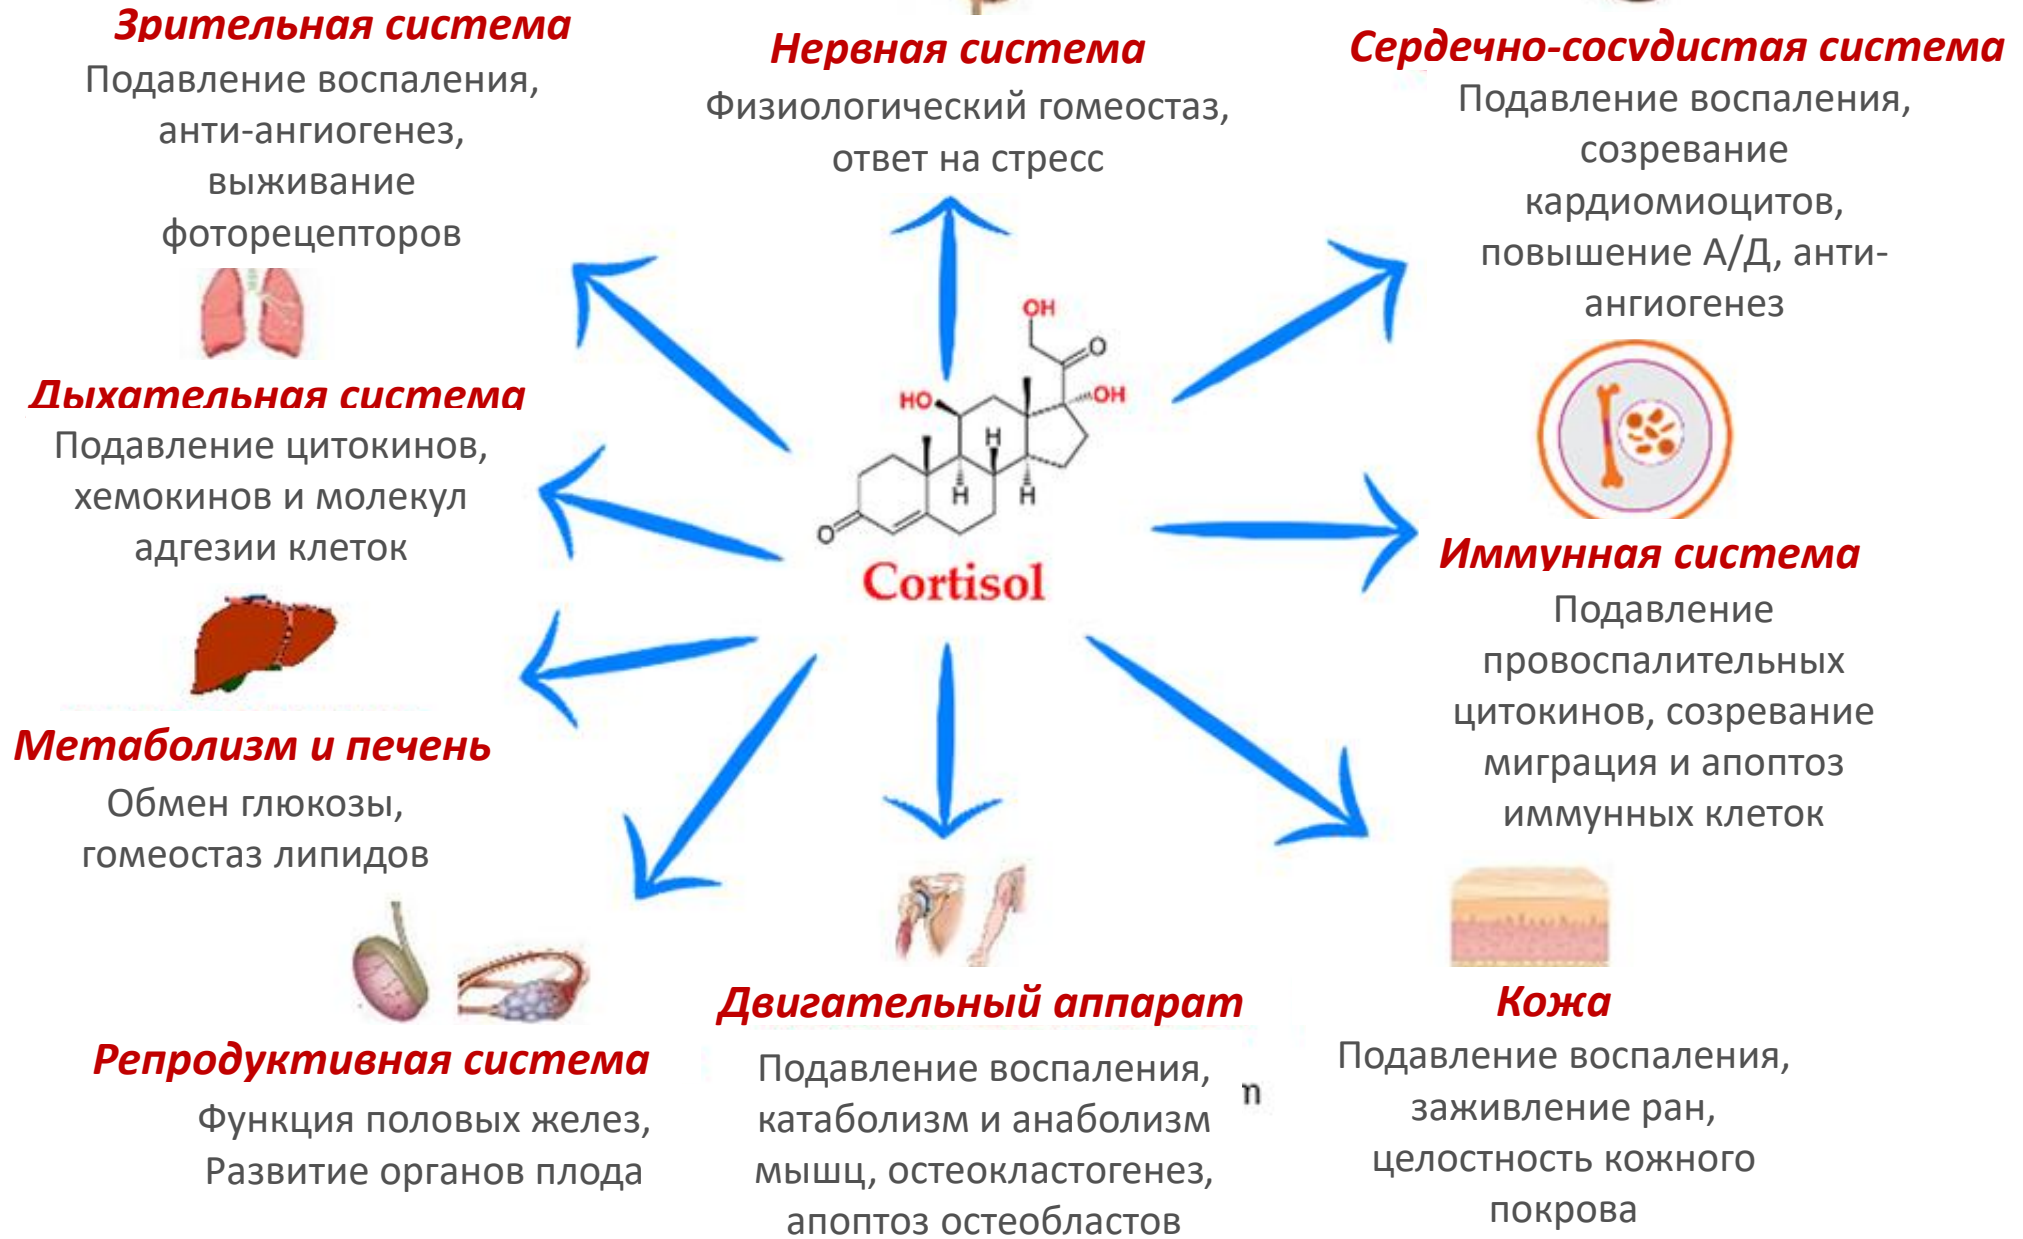 Зрительная система
Подавление воспаления,
анти-ангиогенез,
выживание
фоторецепторов
Нервная система
Физиологический гомеостаз,
ответ на стресс
Сердечно-сосудистая система
Подавление воспаления,
созревание
кардиомиоцитов,
повышение А/Д, анти-
ангиогенез
Дыхательная система
Подавление цитокинов,
хемокинов и молекул
адгезии клеток
OH
O
HO
OH
H
H
H
O
Cortisol
Иммунная система
Подавление
провоспалительных
цитокинов, созревание
миграция и апоптоз
иммунных клеток
Метаболизм и печень
Обмен глюкозы,
гомеостаз липидов
Репродуктивная система
Функция половых желез,
Развитие органов плода
Двигательный аппарат
Подавление воспаления,
m
катаболизм и анаболизм
мышц, остеокластогенез,
апоптоз остеобластов
Кожа
Подавление воспаления,
заживление ран,
целостность кожного
покрова